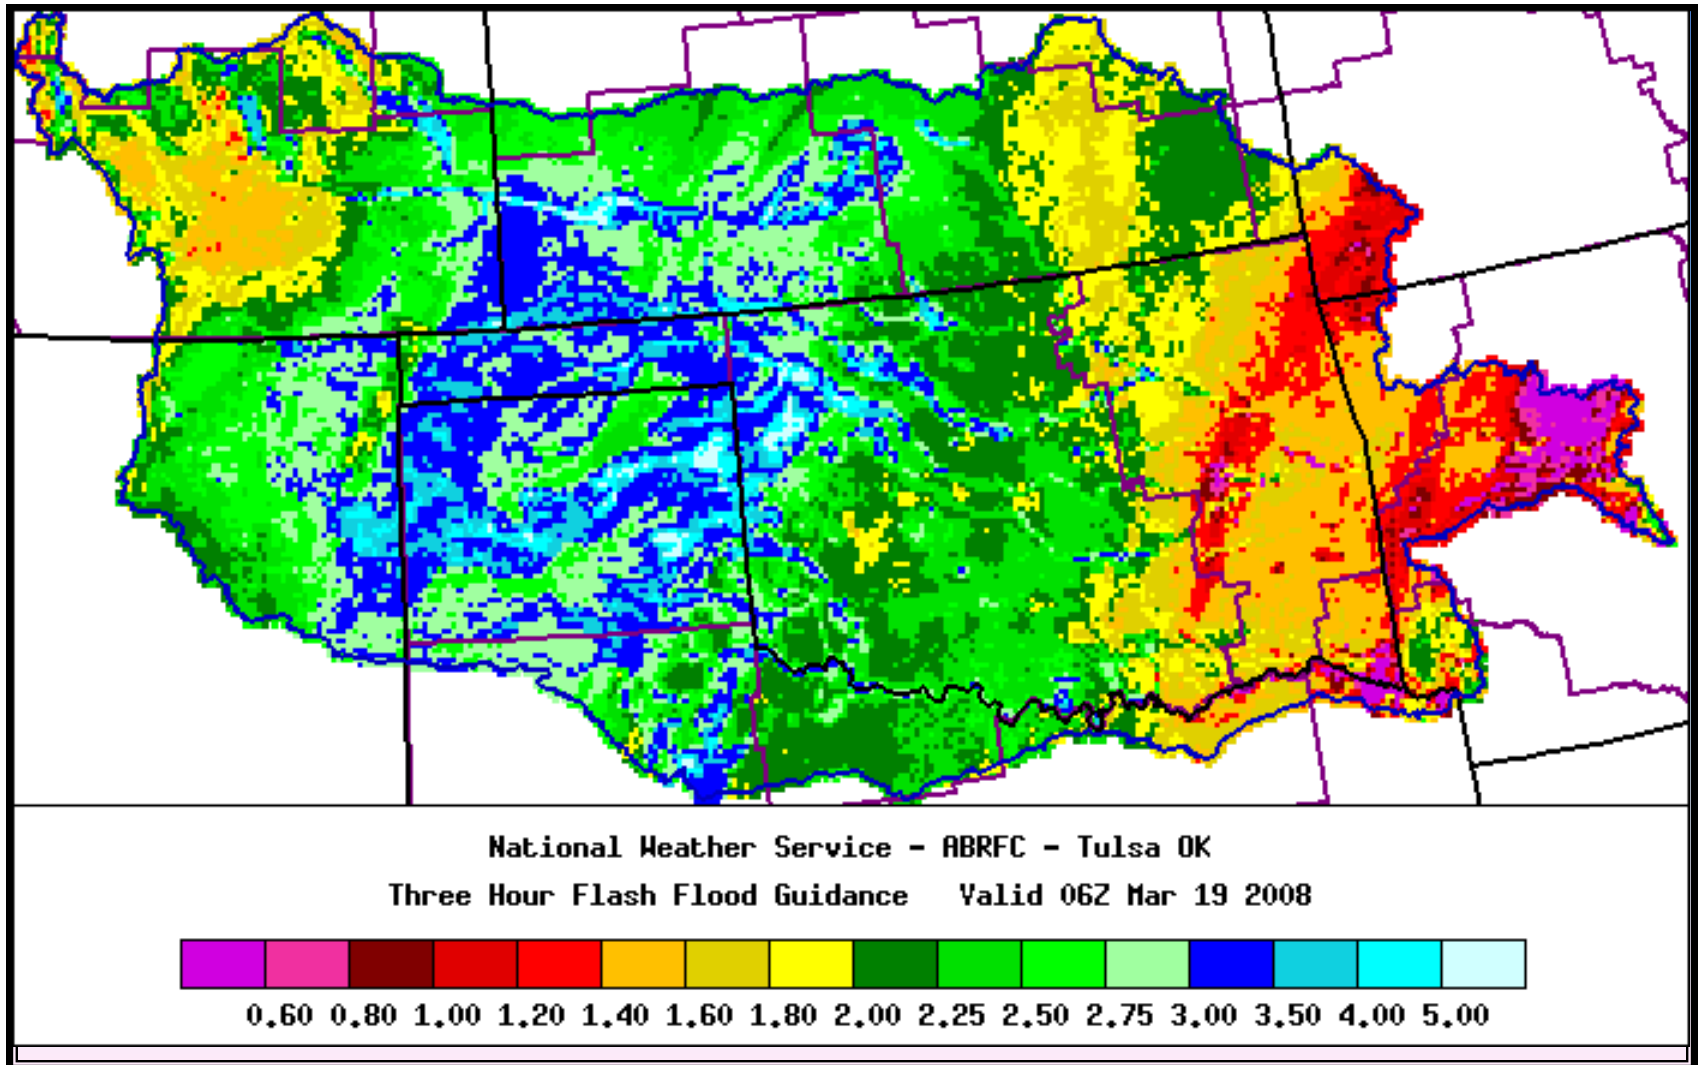 National Weather Service - ABRFC - Tulsa OK
Three Hour Flash Flood Guidance Valid 06Z Mar 19 2008
0.60 0.80 1.00 1.20 1.40 1.60 1.80 2.00 2.25 2.50 2.75 3.00 3.50 4.00 5.00